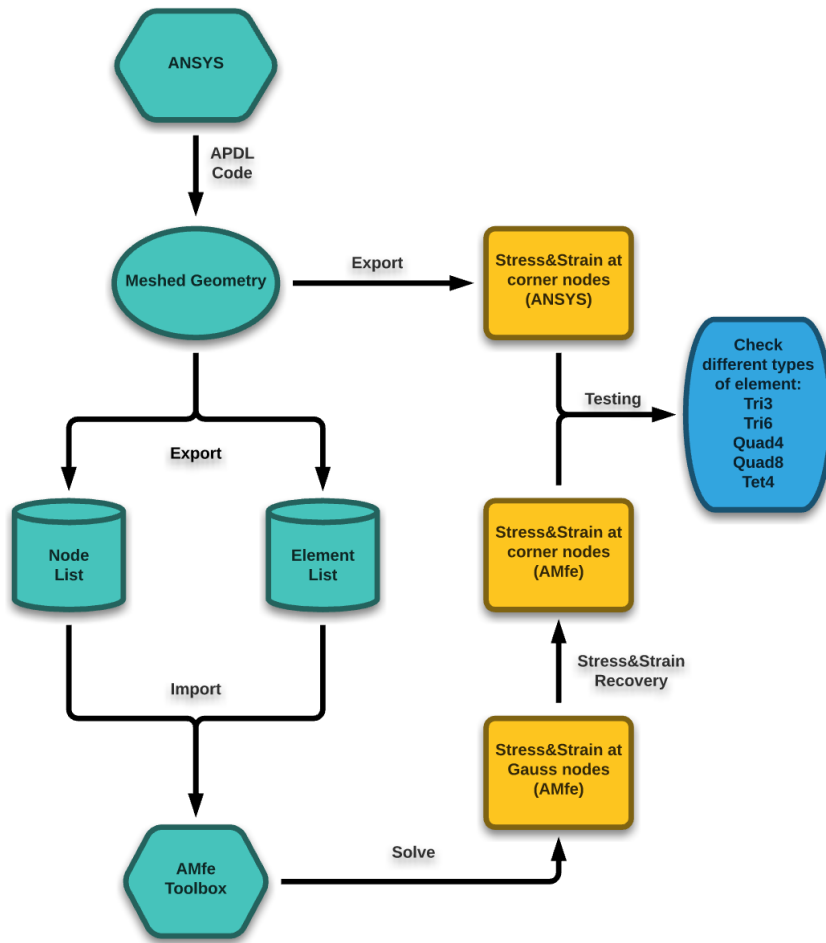 ANSYS
APDL
Code
Meshed Geometry
Export
Stress&Strain at
corner nodes
(ANSYS)
Check
different types
of element:
Tri3
Tri6
Quad4
Quad8
Tet4
Testing
Export
Node
List
Element
List
Stress&Strain at
corner nodes
(AMfe)
Stress&Strain
Recovery
Import
Stress&Strain at
Gauss nodes
(AMfe)
Solve
AMfe
Toolbox